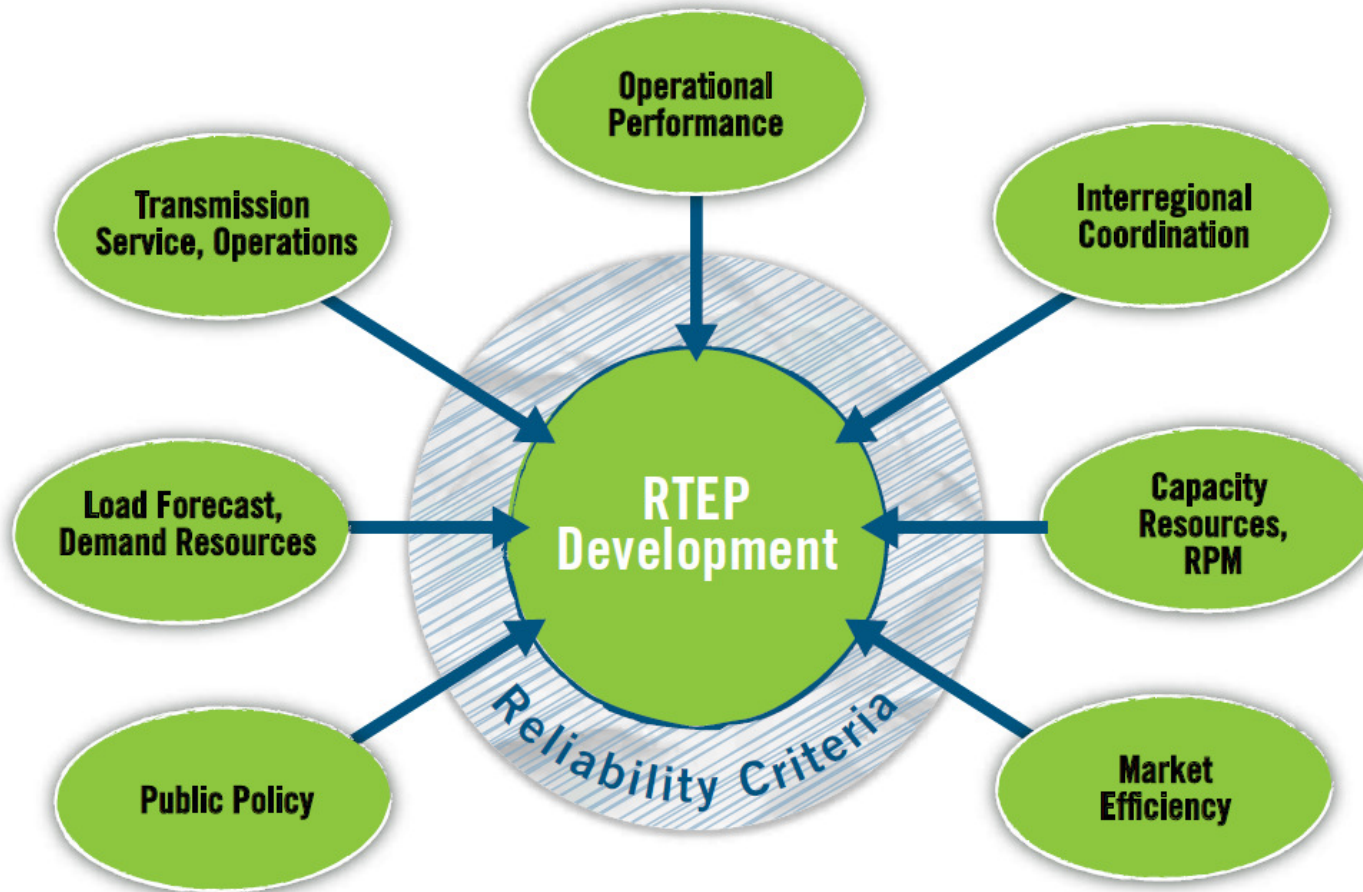 Operational
Performance
Transmission
Service, Operations
Interregional
Coordination
Load Forecast,
Demand Resources
RTEP
Development
Capacity
Resources,
RPM
Reliability Criteria
Public Policy
Market
Efficiency